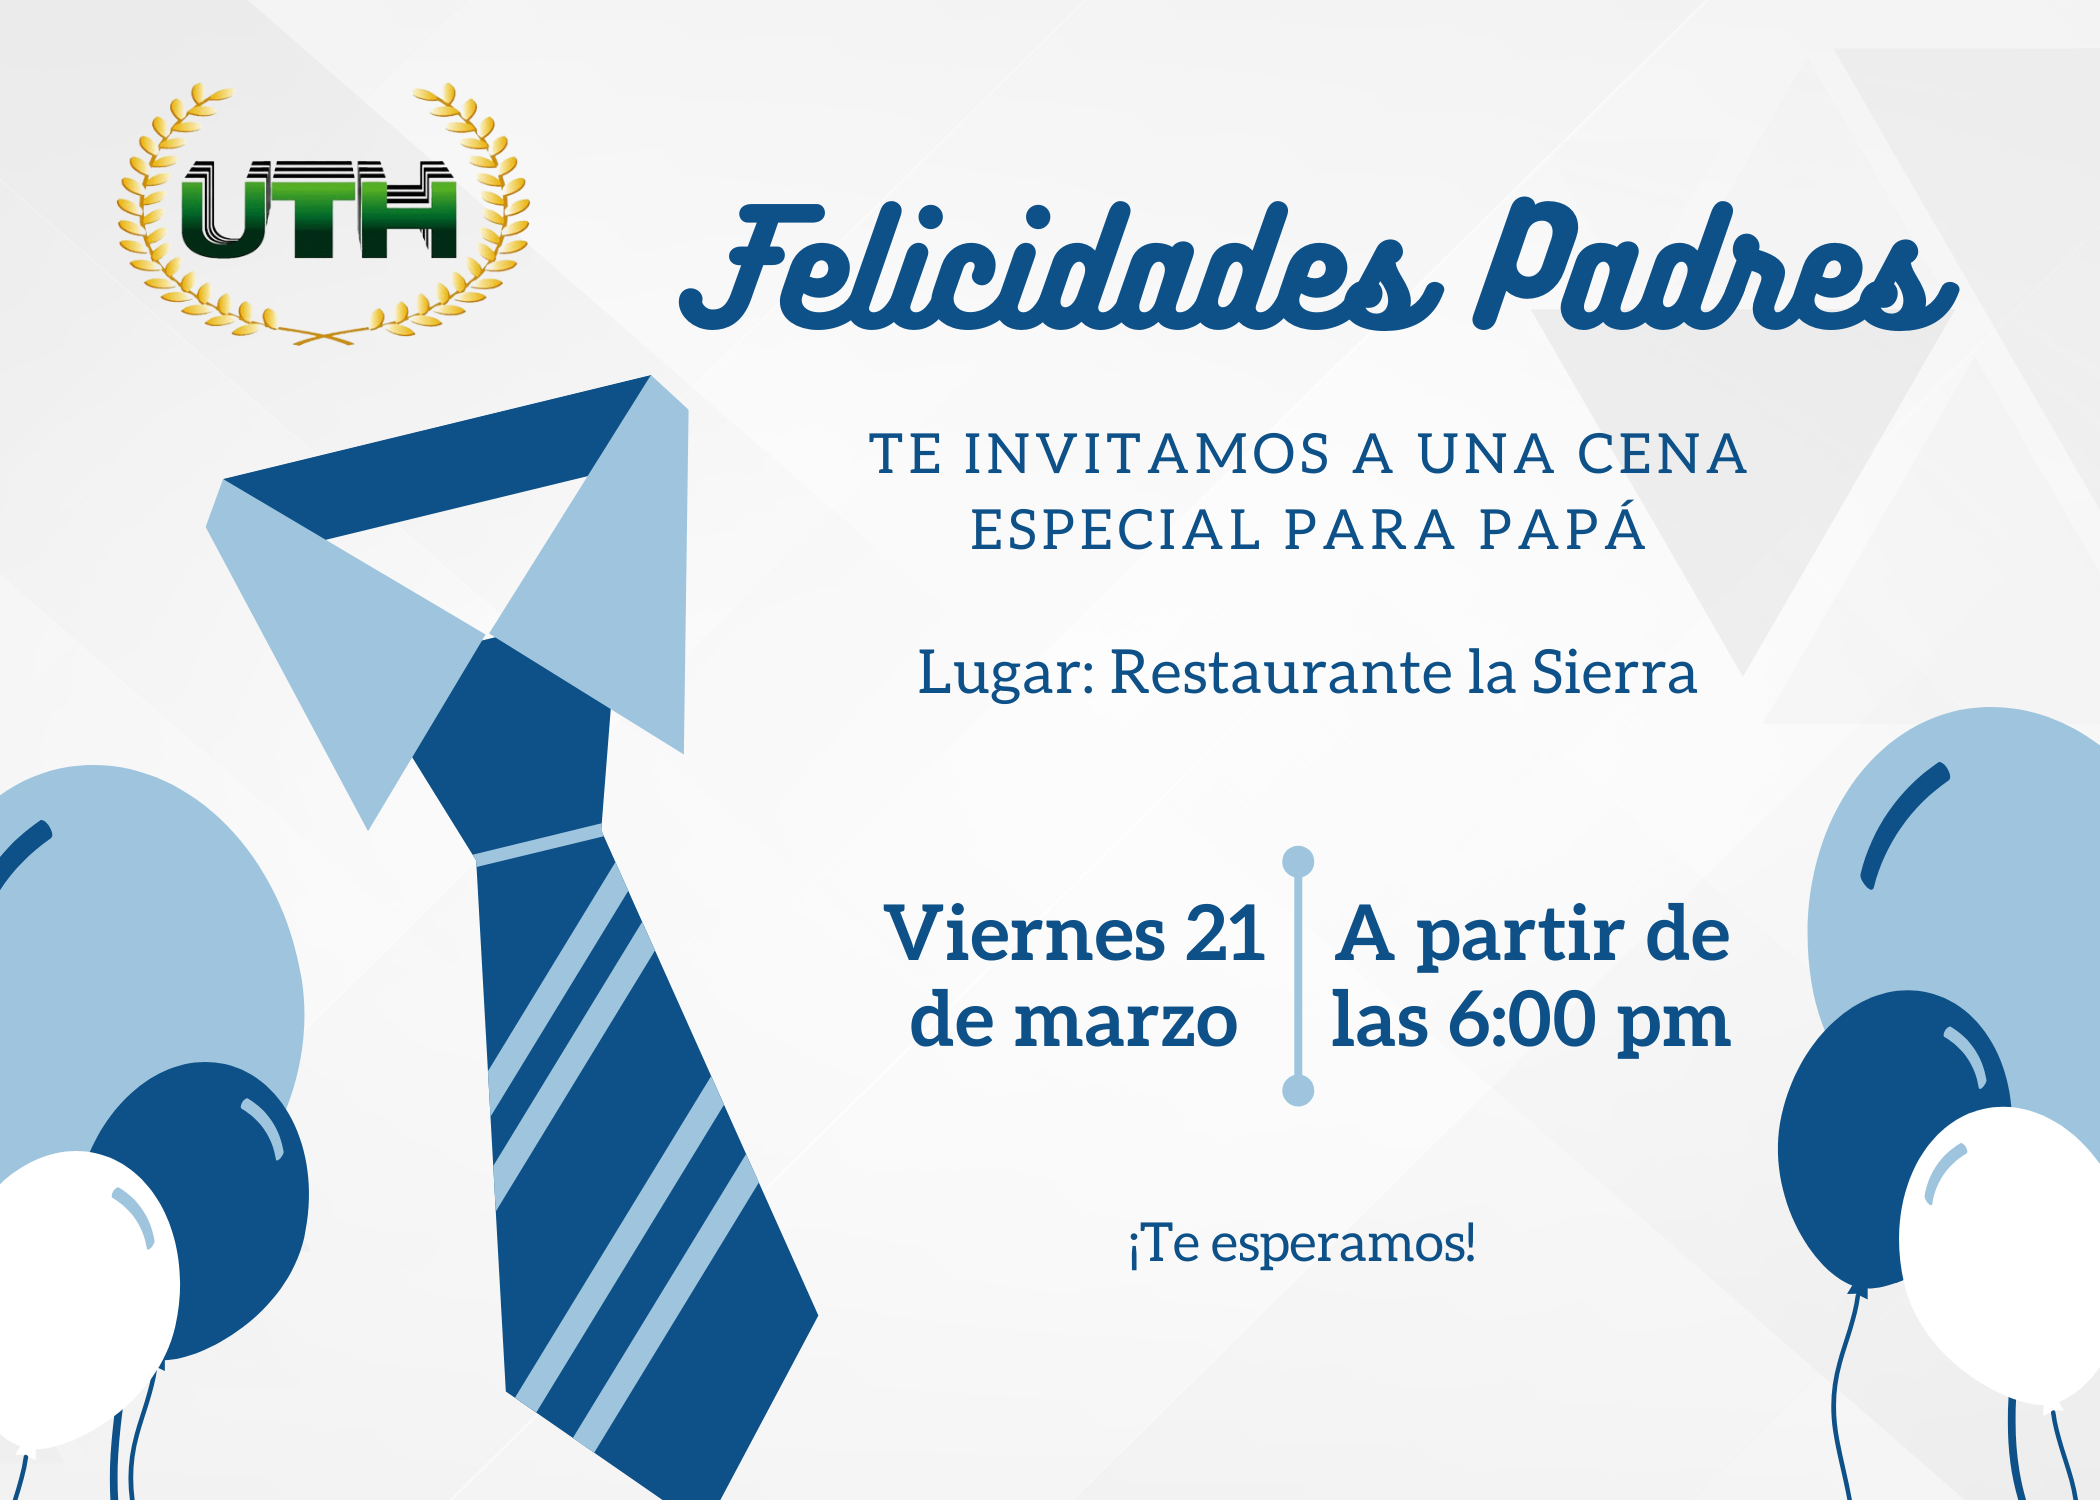 UTH
Felicidades Padres
TE INVITAMOS A UNA CENA
ESPECIAL PARA PAPÁ
Lugar: Restaurante la Sierra
Viernes 21
de marzo
A partir de
las 6:00 pm
¡Te esperamos!